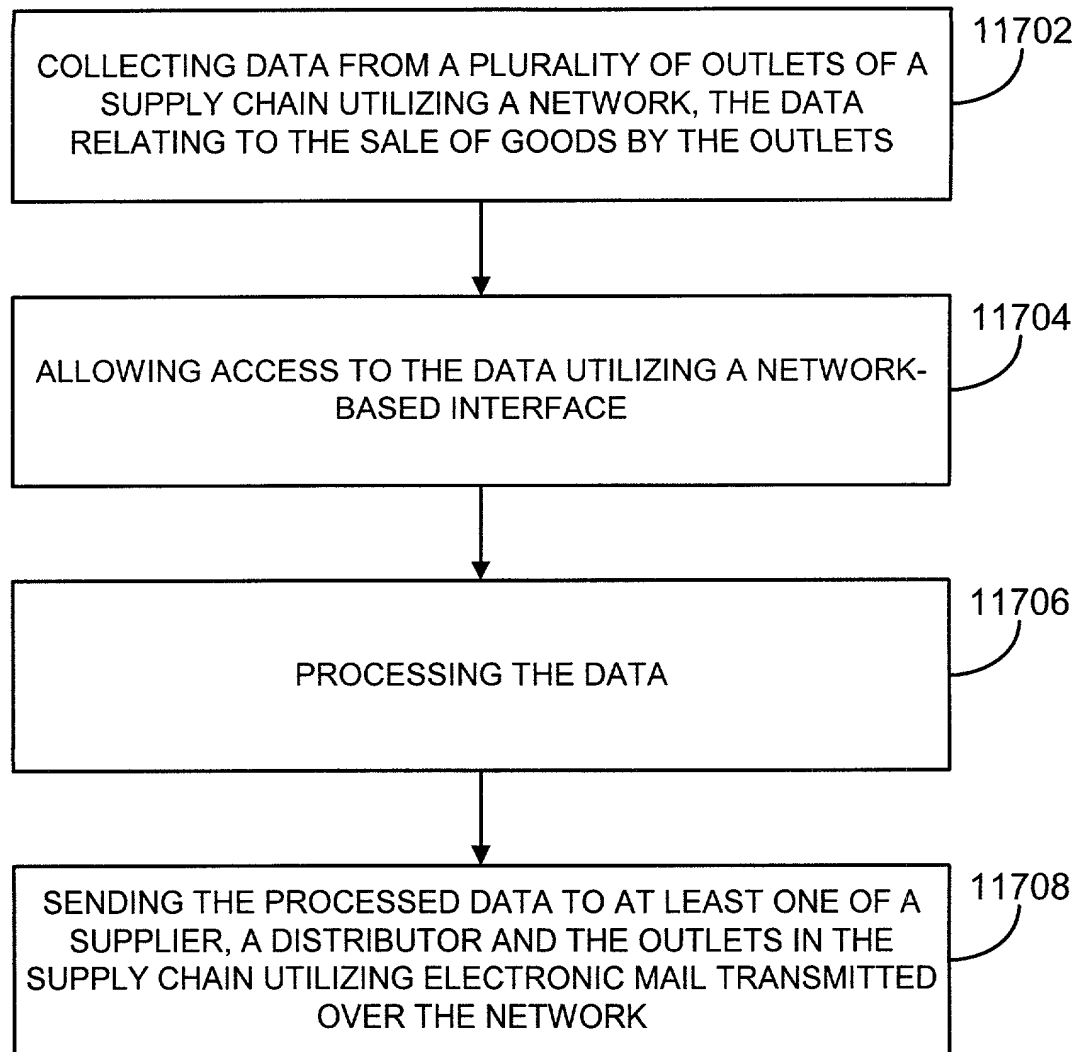 11702
COLLECTING DATA FROM A PLURALITY OF OUTLETS OF A
SUPPLY CHAIN UTILIZING A NETWORK, THE DATA
RELATING TO THE SALE OF GOODS BY THE OUTLETS
11704
ALLOWING ACCESS TO THE DATA UTILIZING A NETWORK-
BASED INTERFACE
11706
PROCESSING THE DATA
11708
SENDING THE PROCESSED DATA TO AT LEAST ONE OF A
SUPPLIER, A DISTRIBUTOR AND THE OUTLETS IN THE
SUPPLY CHAIN UTILIZING ELECTRONIC MAIL TRANSMITTED
OVER THE NETWORK